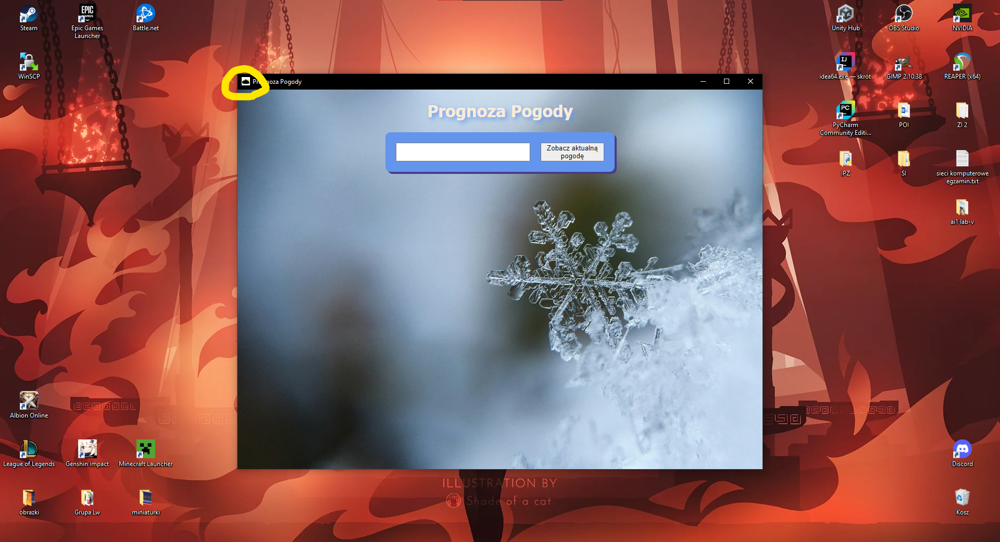 Steam
Epic Games
Launcher
Battle.net
Unity Hub
OBS Studio
NVIDIA
WinSCP
idea64.exe — skrót
GIMP 2.10.38
REAPER (x64)
Prognoza Pogody
Prognoza Pogody
Zobacz aktualną
pogodę
PyCharm
Community Editi...
POI
ZI 2
IPZ
SI
sieci komputerowe
egzamin.txt
ai1 lab-v
Albion Online
League of Legends
Genshin Impact
Minecraft Launcher
Discord
ILLUSTRATION BY
Shade of a cat
obrazki
Grupa Lw
miniaturki
Kosz